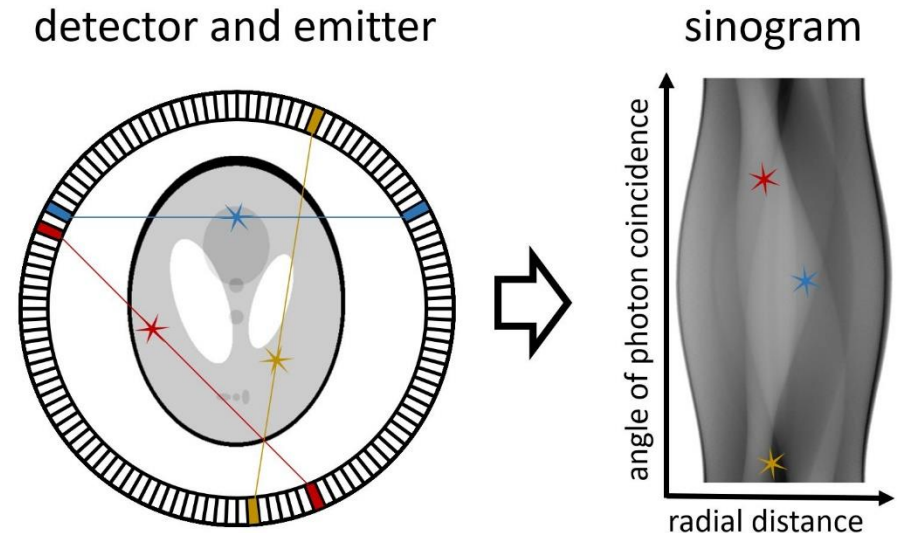 detector and emitter
sinogram
angle of photon coincidence
radial distance